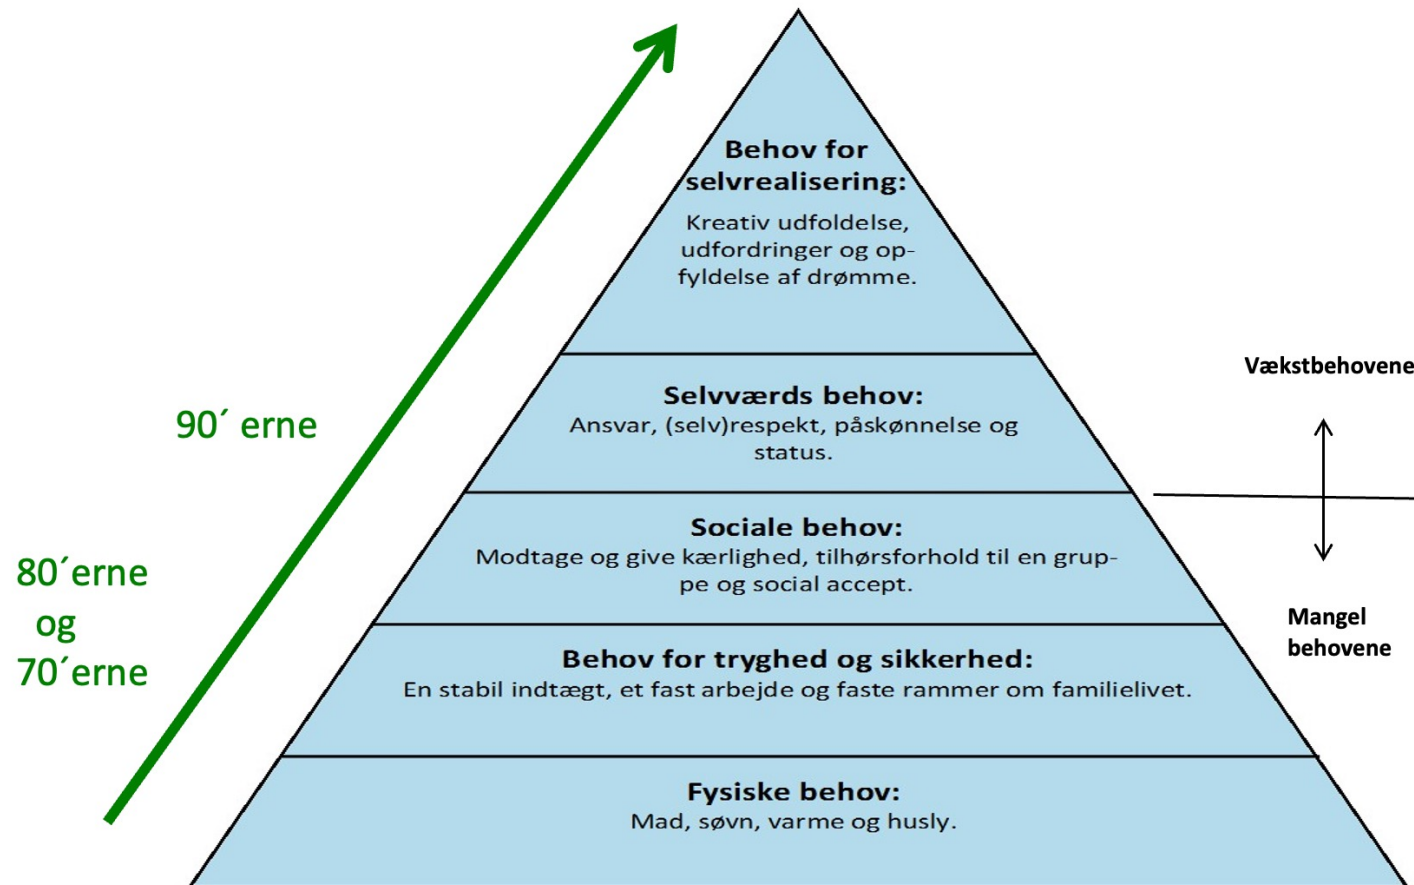 Behov for
selvrealisering:
Kreativ udfoldelse,
udfordringer og op-
fyldelse af drømme.
Selvværds behov:
Ansvar, (selv)respekt, påskønnelse og
status.
Sociale behov:
Modtage og give kærlighed, tilhørsforhold til en grup-
pe og social accept.
Behov for tryghed og sikkerhed:
En stabil indtægt, et fast arbejde og faste rammer om familielivet.
Fysiske behov:
Mad, søvn, varme og husly.
90´ erne
80´erne
og
70´erne
Vækstbehovene
Mangel
behovene